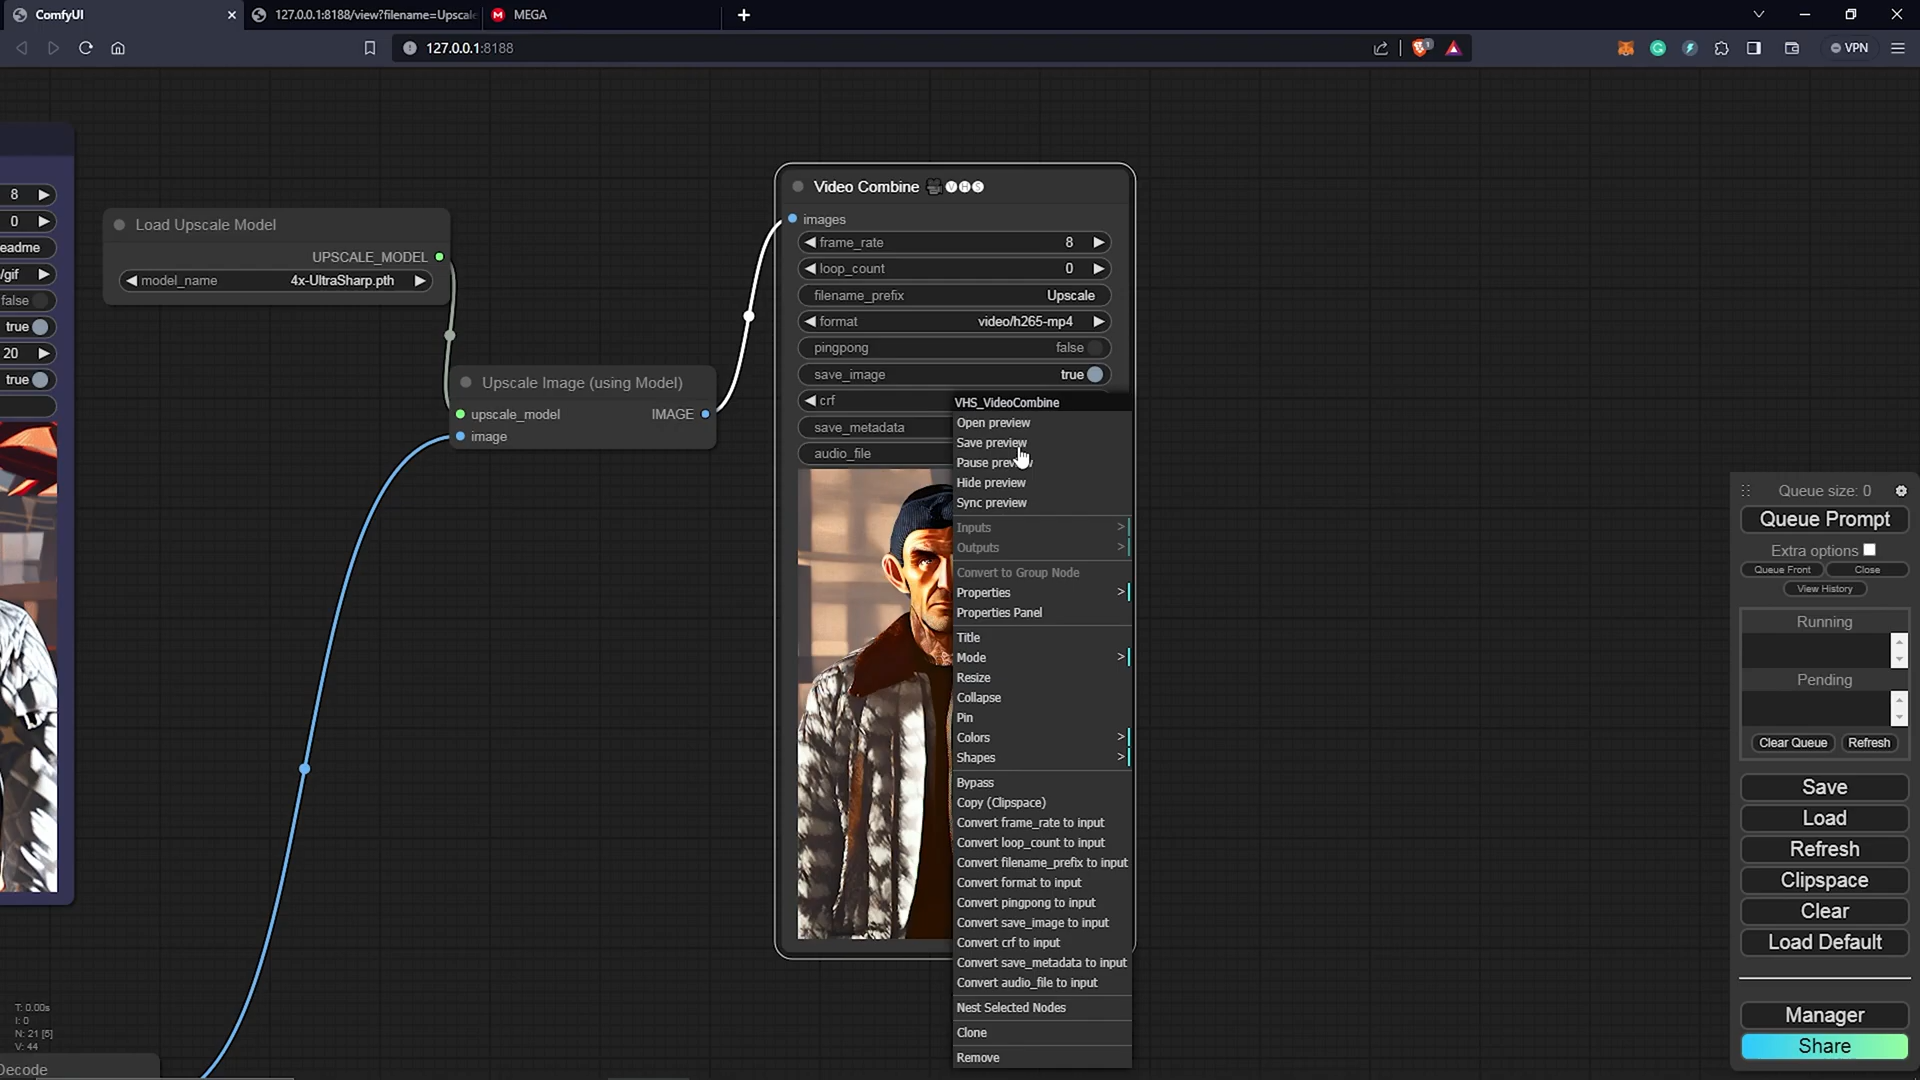 ComfyUI
127.0.0.1:8188/view?filename=Upscale
MEGA
127.0.0.1:8188
VPN
8
0
eadme
/gif
false
true
20
true
Load Upscale Model
UPSCALE_MODEL
model_name 4x-UltraSharp.pth
Upscale Image (using Model)
upscale_model IMAGE
image
Video Combine VHS
images
frame_rate 8
loop_count 0
filename_prefix Upscale
format video/h265-mp4
pingpong false
save_image true
crf
save_metadata
audio_file
VHS_VideoCombine
Open preview
Save preview
Pause
Hide preview
Sync preview
Inputs >
Outputs >
Convert to Group Node
Properties >
Properties Panel
Title
Mode >
Resize
Collapse
Pin
Colors >
Shapes >
Bypass
Copy (Clipspace)
Convert frame_rate to input
Convert loop_count to input
Convert filename_prefix to input
Convert format to input
Convert pingpong to input
Convert save_image to input
Convert crf to input
Convert save_metadata to input
Convert audio_file to input
Nest Selected Nodes
Clone
Remove
Queue size: 0
Queue Prompt
Extra options
Queue Front Close
View History
Running
Pending
Clear Queue Refresh
Save
Load
Refresh
Clipspace
Clear
Load Default
Manager
Share
T: 0.00s
I: 0
N: 21 [5]
V: 44
Decode